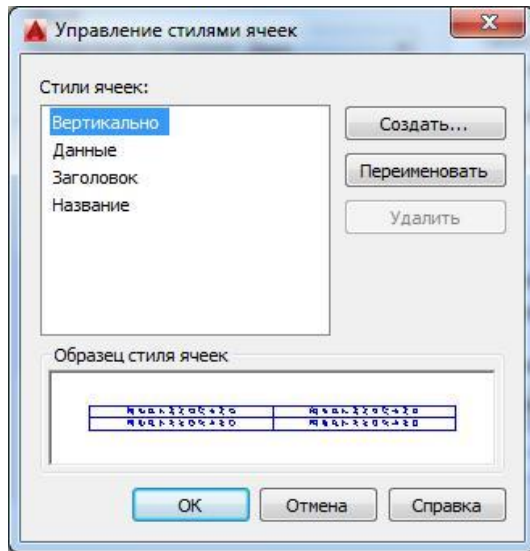 Управление стилями ячеек
Стили ячеек:
Вертикально
Данные
Заголовок
Название
Создать...
Переименовать
Удалить
Образец стиля ячеек
OK
Отмена
Справка